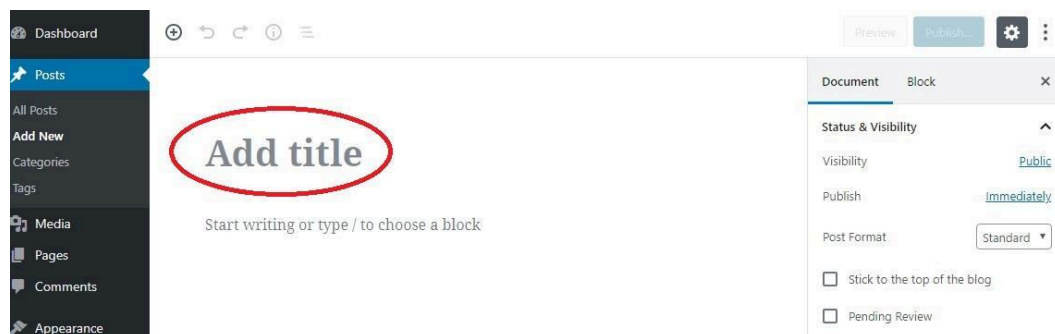 Dashboard
Posts
All Posts
Add New
Categories
Tags
Media
Pages
Comments
Appearance
Add title
Start writing or type / to choose a block
Preview Publish...
Document Block
Status & Visibility
Visibility Public
Publish Immediately
Post Format Standard
Stick to the top of the blog
Pending Review